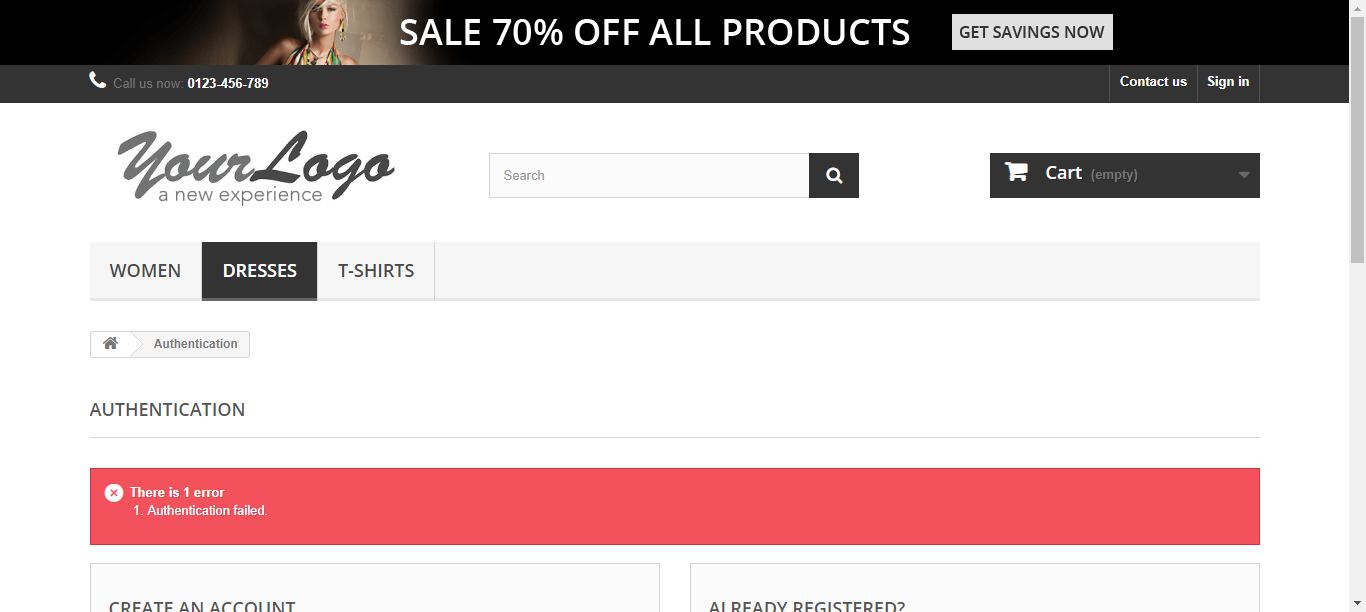 SALE 70% OFF ALL PRODUCTS GET SAVINGS NOW
Call us now: 0123-456-789 Contact us Sign in
YourLogo
a new experience
Search
Cart (empty)
WOMEN DRESSES T-SHIRTS
Authentication
AUTHENTICATION
There is 1 error
1. Authentication failed.
CREATE AN ACCOUNT ALREADY REGISTERED?